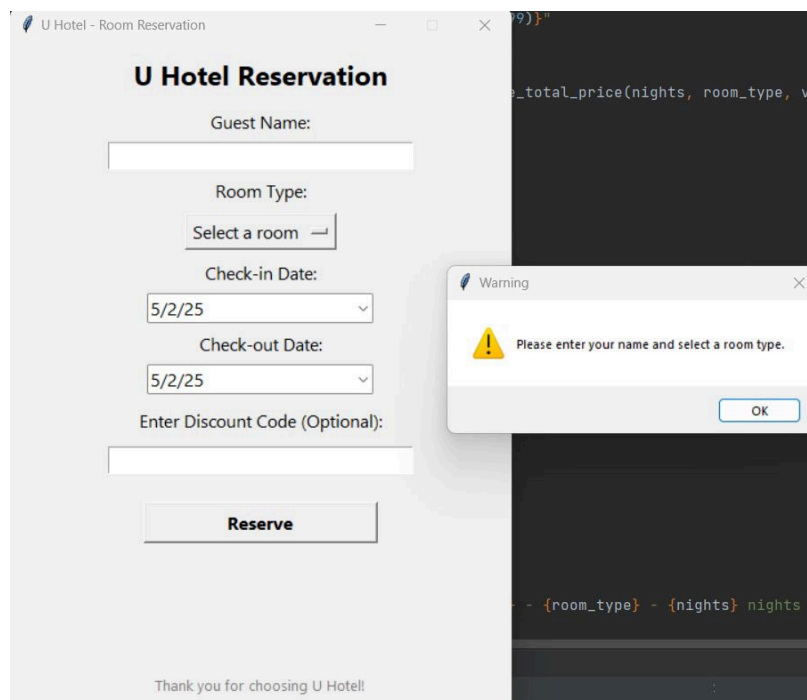 U Hotel - Room Reservation
U Hotel Reservation
Guest Name:
Room Type:
Select a room
Check-in Date:
5/2/25
Check-out Date:
5/2/25
Enter Discount Code (Optional):
Reserve
Thank you for choosing U Hotel!
99)}"
e_total_price(nights, room_type, v
Warning
Please enter your name and select a room type.
OK
- {room_type} - {nights} nights